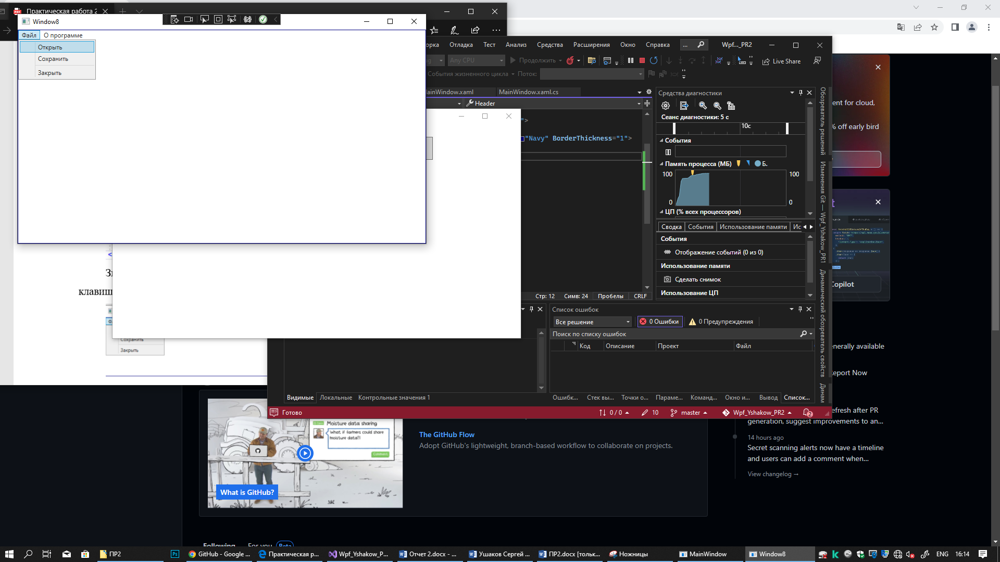 Практическая работа 2
Window8
Файл
О программе
Открыть
Сохранить
Закрыть
Отладка
Тест
Анализ
Средства
Расширения
Окно
Справка
...
Wpf..._PR2
Any CPU
Продолжить
Live Share
События жизненного цикла
Поток:
MainWindow.xaml.cs
Header
">
"Navy" BorderThickness="1">
Стр: 12
Симв: 24
Пробелы
CRLF
Средства диагностики
Сеанс диагностики: 5 с
10с
События
Память процесса (МБ)
Б..
100
100
0
0
ЦП (% всех процессоров)
Сводка
События
Использование памяти
Ис
События
Отображение событий (0 из 0)
Использование памяти
Сделать снимок
Использование ЦП
Обозреватель решений
Изменения Git — Wpf_Yshakow_PR1
Динамический обозреватель свойств
Динам
Список ошибок
Все решение
0 Ошибки
0 Предупреждения
Поиск по списку ошибок
Код
Описание
Проект
Файл
Видимые
Локальные
Контрольные значения 1
Ошибк...
Стек вы...
Точки о...
Параме...
Команд...
Окно и...
Вывод
Список...
Готово
0 / 0
10
master
Wpf_Yshakow_PR2
2
клавиш
Сохранить
Закрыть
ent for cloud,
% off early bird
Copilot
enerally available
Report Now
efresh after PR
generation, suggest improvements to an...
14 hours ago
Secret scanning alerts now have a timeline
and users can add a comment when...
View changelog →
Moisture data sharing
What if farmers could share
moisture data?!
Comment
What is GitHub?
The GitHub Flow
Adopt GitHub's lightweight, branch-based workflow to collaborate on projects.
Following
For you
Beta
ПР2
Ps
GitHub - Google ...
Практическая р...
Wpf_Yshakow_P...
Отчет 2.docx - ...
Ушаков Сергей ...
ПР2.docx [тольк...
Ножницы
MainWindow
Window8
ENG
16:14